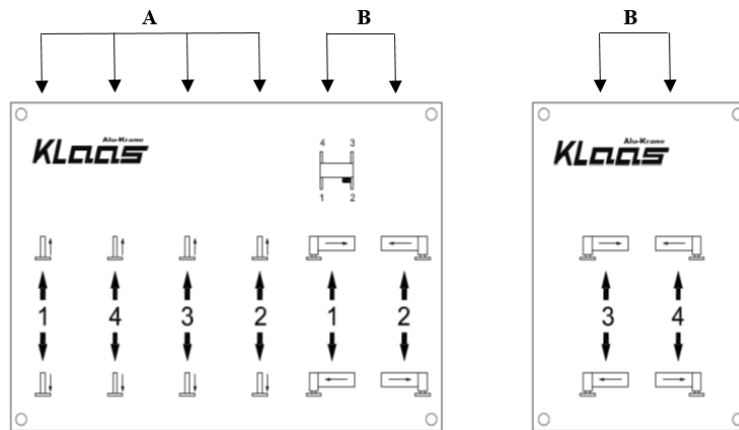 A B B
Alu-Krane Alu-Krane
KLaas KLaas
4 3
1 2
1 4 3 2 1 2 3 4